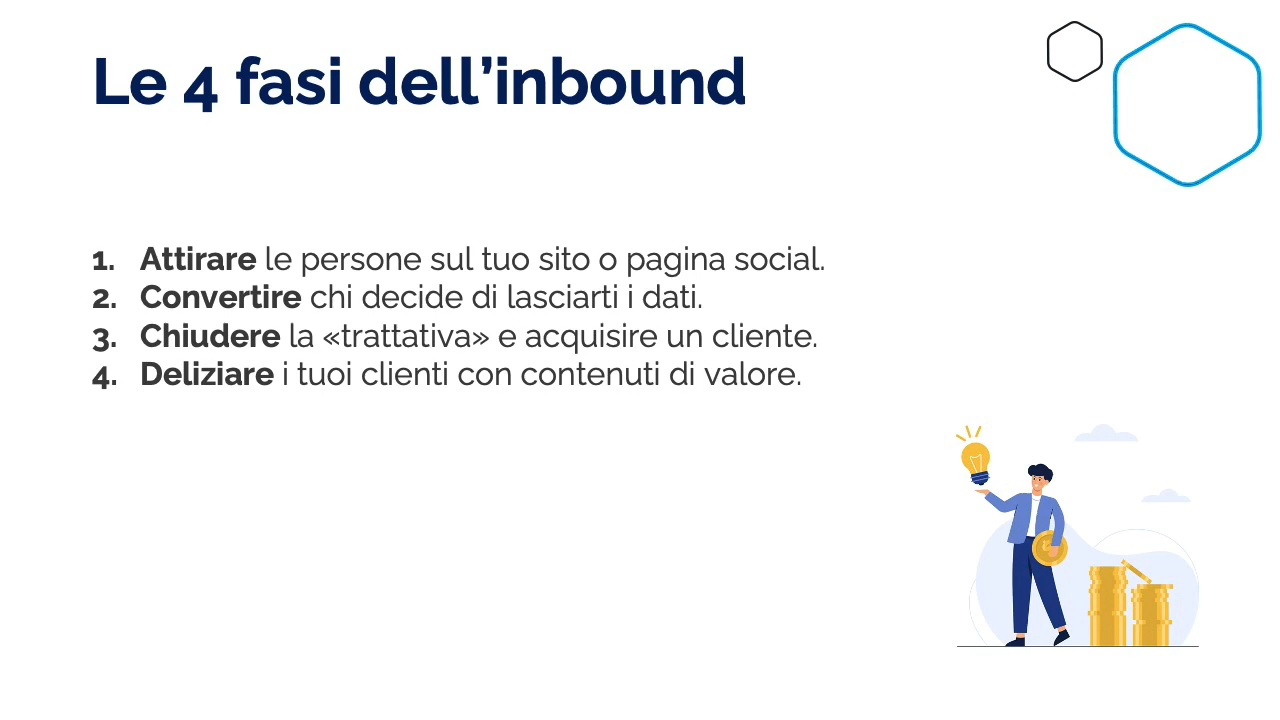 Le 4 fasi dell’inbound
1. Attirare le persone sul tuo sito o pagina social.
2. Convertire chi decide di lasciarti i dati.
3. Chiudere la «trattativa» e acquisire un cliente.
4. Deliziare i tuoi clienti con contenuti di valore.